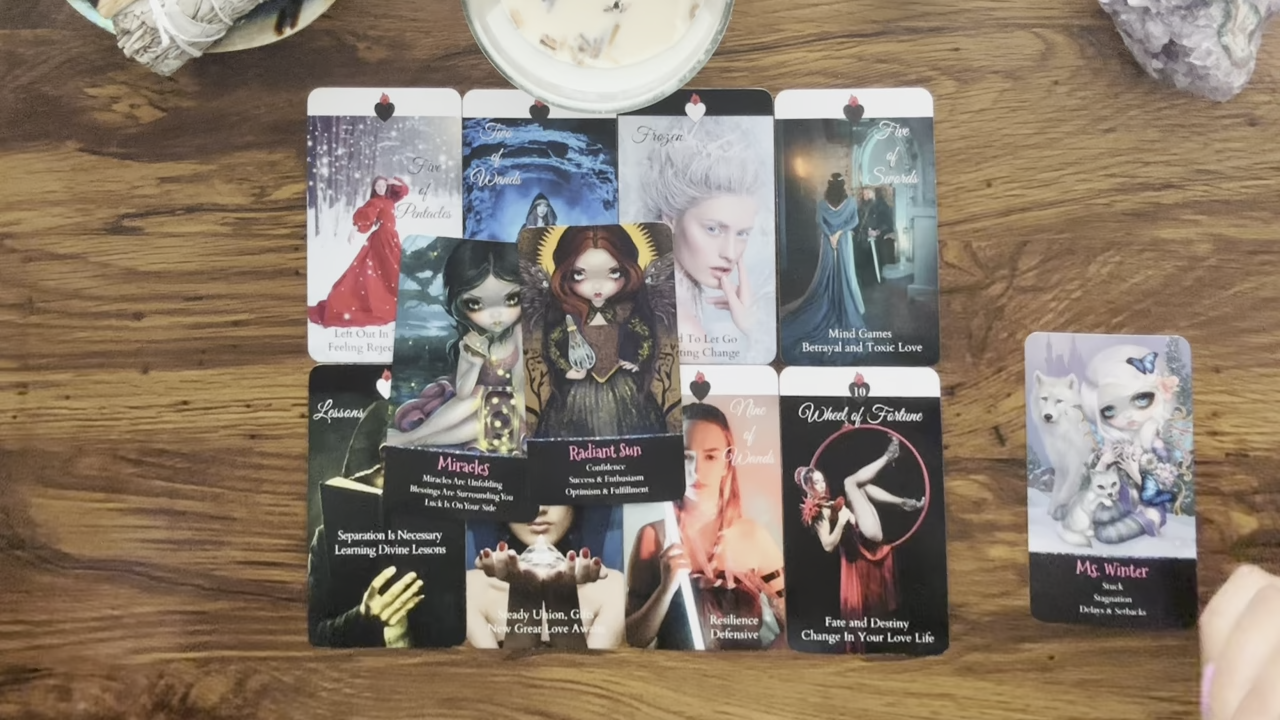 Five
of
Pentacles
Left Out In
Feeling Rejec
Two
of
Wands
Frozen
d To Let Go
ting Change
Five
of
Swords
Mind Games
Betrayal and Toxic Love
Miracles
Miracles Are Unfolding
Blessings Are Surrounding You
Luck Is On Your Side
Radiant Sun
Confidence
Success & Enthusiasm
Optimism & Fulfillment
Lessons
Separation Is Necessary
Learning Divine Lessons
Steady Union,
New Great Love
Nine
of
Wands
Resilience
Defensive
10
Wheel of Fortune
Fate and Destiny
Change In Your Love Life
Ms. Winter
Stuck
Stagnation
Delays & Setbacks